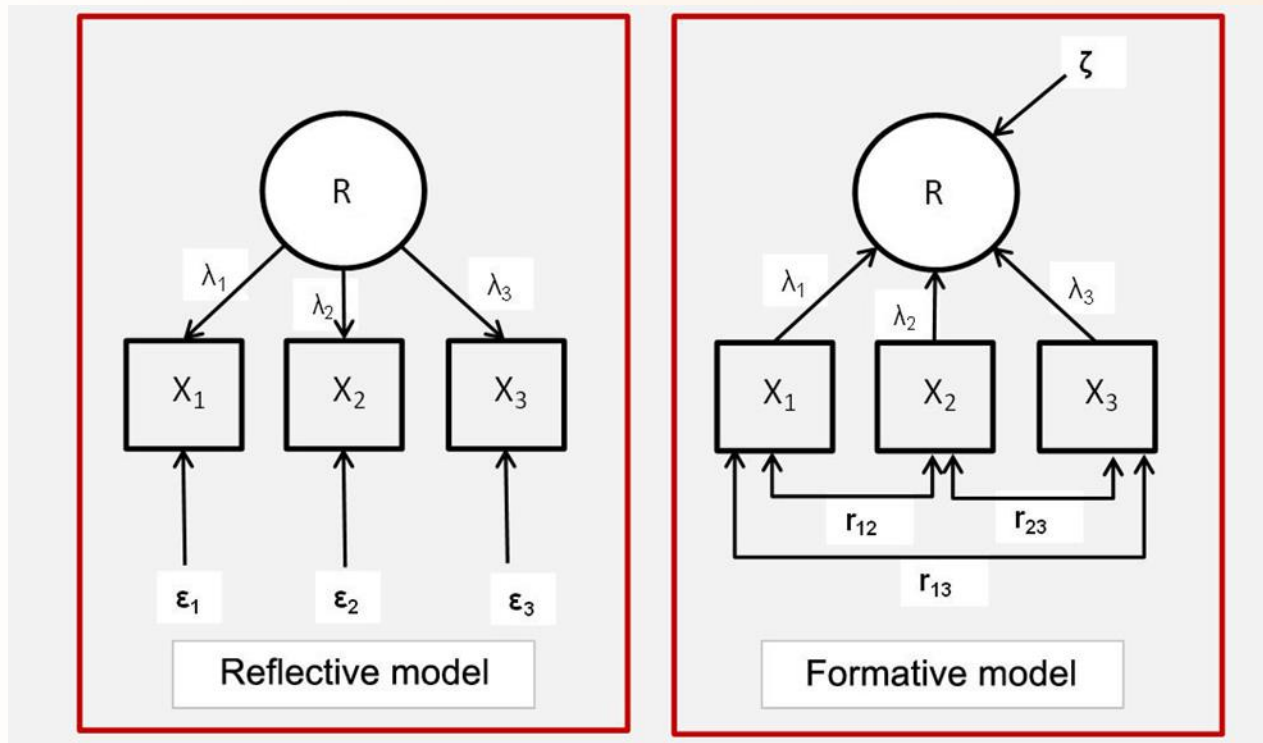 R
λ₁
λ₂
λ₃
X₁ X₂ X₃
ε₁ ε₂ ε₃
Reflective model
ζ
R
λ₁
λ₂
λ₃
X₁ X₂ X₃
r₁₂ r₂₃
r₁₃
Formative model